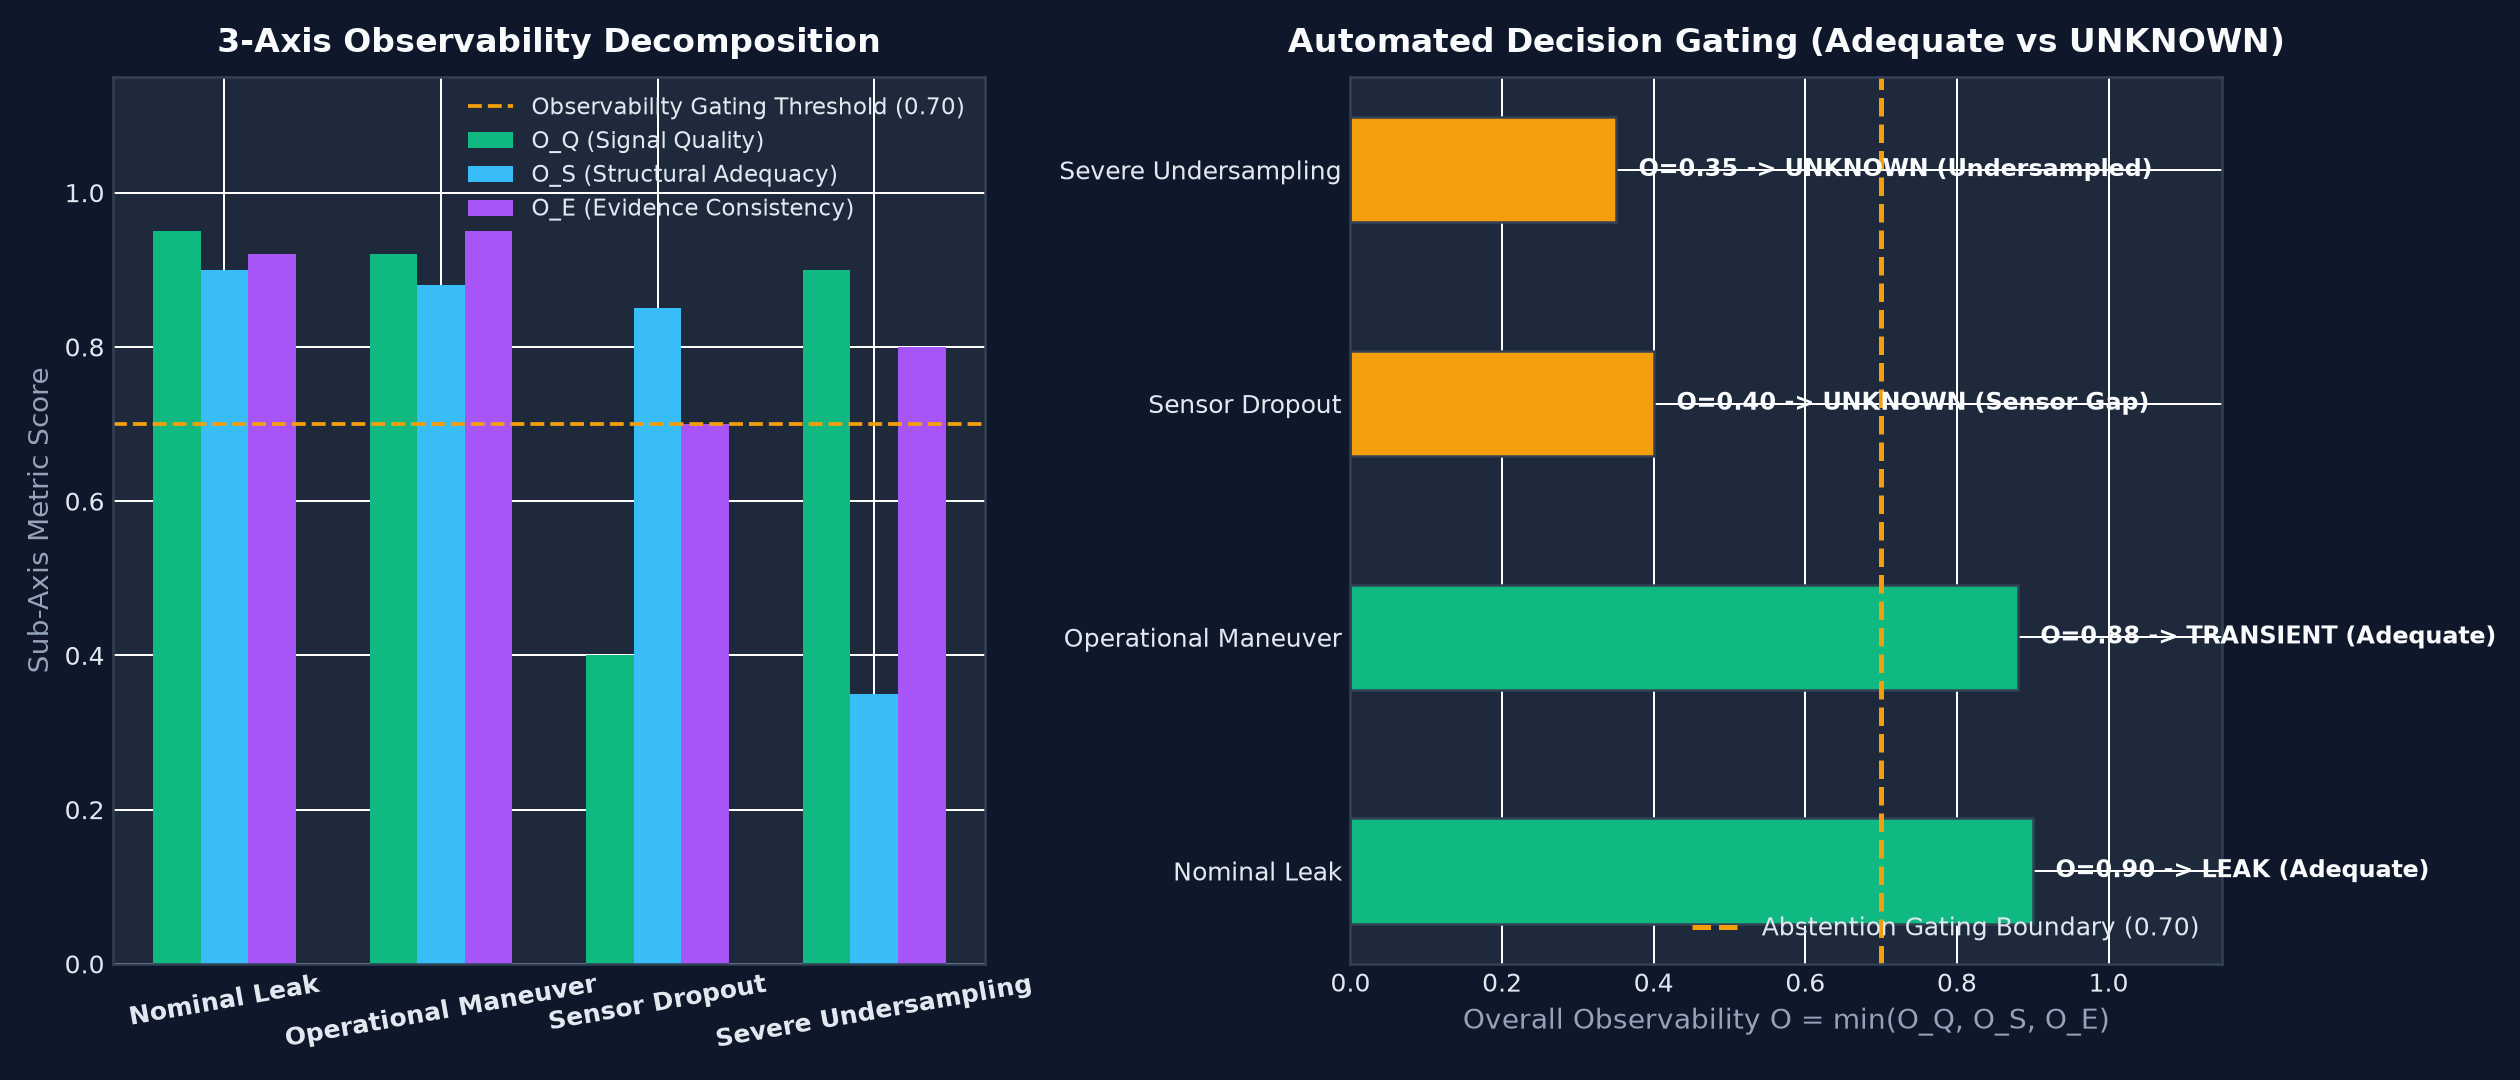 3-Axis Observability Decomposition
Observability Gating Threshold (0.70)
O_Q (Signal Quality)
O_S (Structural Adequacy)
O_E (Evidence Consistency)
Sub-Axis Metric Score
1.0
0.8
0.6
0.4
0.2
0.0
Nominal Leak
Operational Maneuver
Sensor Dropout
Severe Undersampling
Automated Decision Gating (Adequate vs UNKNOWN)
Severe Undersampling
O=0.35 -> UNKNOWN (Undersampled)
Sensor Dropout
O=0.40 -> UNKNOWN (Sensor Gap)
Operational Maneuver
O=0.88 -> TRANSIENT (Adequate)
Nominal Leak
O=0.90 -> LEAK (Adequate)
Abstention Gating Boundary (0.70)
0.0 0.2 0.4 0.6 0.8 1.0
Overall Observability O = min(O_Q, O_S, O_E)